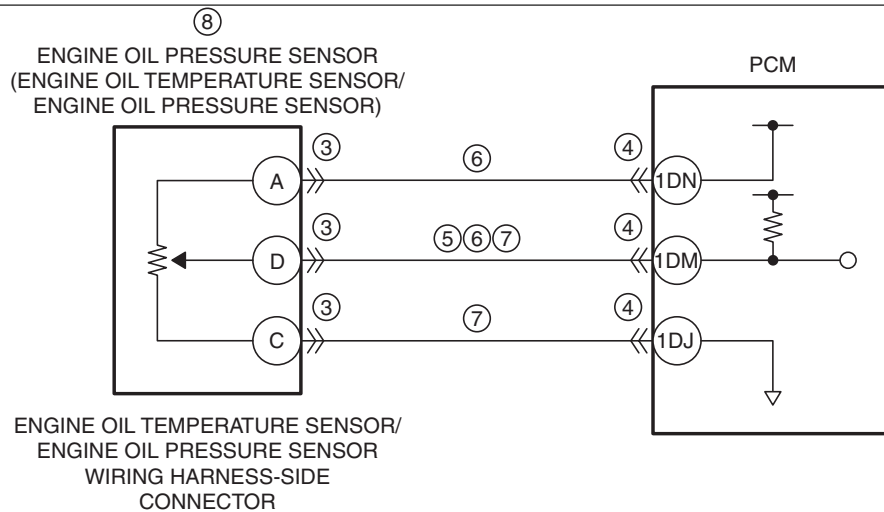 ⑧
ENGINE OIL PRESSURE SENSOR
(ENGINE OIL TEMPERATURE SENSOR/
ENGINE OIL PRESSURE SENSOR)
PCM
③ ⑥ ④
A 1DN
③ ⑤⑥⑦ ④
D 1DM
③ ⑦ ④
C 1DJ
ENGINE OIL TEMPERATURE SENSOR/
ENGINE OIL PRESSURE SENSOR
WIRING HARNESS-SIDE
CONNECTOR